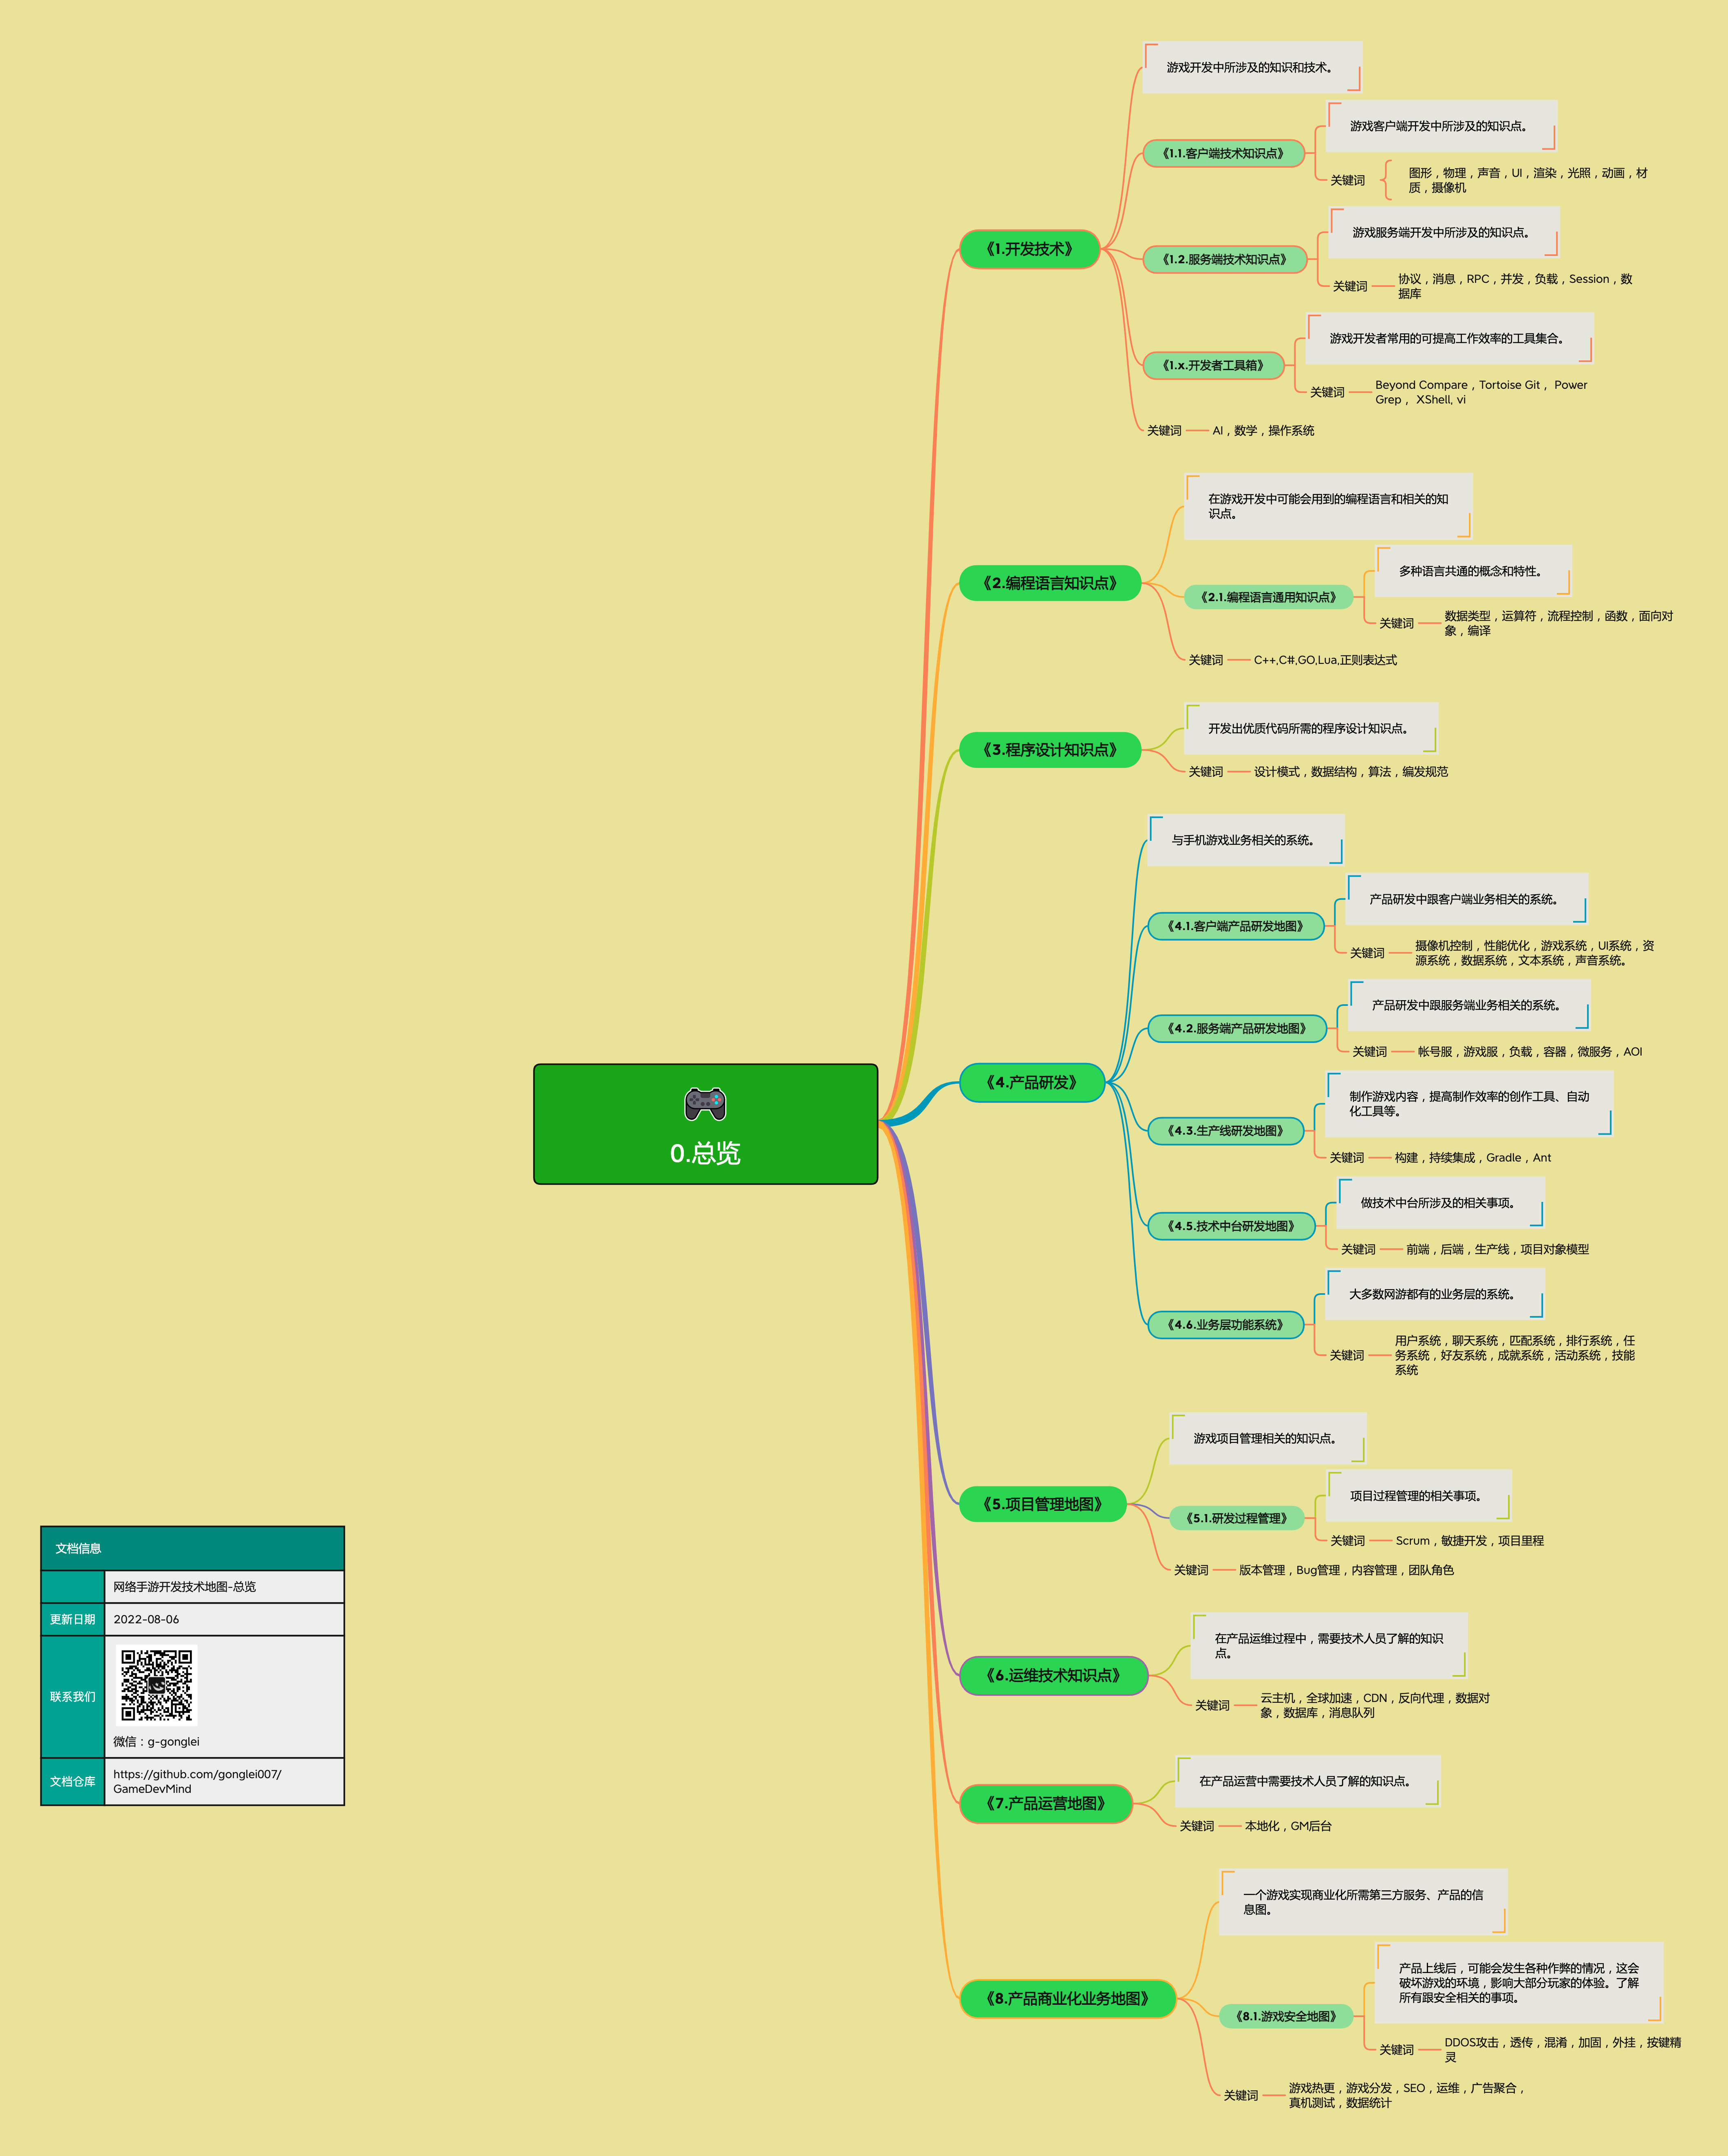 游戏开发中所涉及的知识和技术。
游戏客户端开发中所涉及的知识点。
《1.1.客户端技术知识点》
关键词
图形，物理，声音，UI，渲染，光照，动画，材
质，摄像机
游戏服务端开发中所涉及的知识点。
《1.开发技术》
《1.2.服务端技术知识点》
关键词
协议，消息，RPC，并发，负载，Session，数
据库
游戏开发者常用的可提高工作效率的工具集合。
《1.x.开发者工具箱》
关键词
Beyond Compare，Tortoise Git， Power
Grep， XShell, vi
关键词
AI，数学，操作系统
在游戏开发中可能会用到的编程语言和相关的知
识点。
《2.编程语言知识点》
多种语言共通的概念和特性。
《2.1.编程语言通用知识点》
关键词
数据类型，运算符，流程控制，函数，面向对
象，编译
关键词
C++,C#,GO,Lua,正则表达式
开发出优质代码所需的程序设计知识点。
《3.程序设计知识点》
关键词
设计模式，数据结构，算法，编发规范
与手机游戏业务相关的系统。
产品研发中跟客户端业务相关的系统。
《4.1.客户端产品研发地图》
关键词
摄像机控制，性能优化，游戏系统，UI系统，资
源系统，数据系统，文本系统，声音系统。
产品研发中跟服务端业务相关的系统。
《4.2.服务端产品研发地图》
关键词
帐号服，游戏服，负载，容器，微服务，AOI
《4.产品研发》
制作游戏内容，提高制作效率的创作工具、自动
化工具等。
《4.3.生产线研发地图》
关键词
构建，持续集成，Gradle，Ant
0.总览
做技术中台所涉及的相关事项。
《4.5.技术中台研发地图》
关键词
前端，后端，生产线，项目对象模型
大多数网游都有的业务层的系统。
《4.6.业务层功能系统》
关键词
用户系统，聊天系统，匹配系统，排行系统，任
务系统，好友系统，成就系统，活动系统，技能
系统
游戏项目管理相关的知识点。
《5.项目管理地图》
项目过程管理的相关事项。
《5.1.研发过程管理》
关键词
Scrum，敏捷开发，项目里程
关键词
版本管理，Bug管理，内容管理，团队角色
在产品运维过程中，需要技术人员了解的知识
点。
《6.运维技术知识点》
关键词
云主机，全球加速，CDN，反向代理，数据对
象，数据库，消息队列
在产品运营中需要技术人员了解的知识点。
《7.产品运营地图》
关键词
本地化，GM后台
一个游戏实现商业化所需第三方服务、产品的信
息图。
《8.产品商业化业务地图》
产品上线后，可能会发生各种作弊的情况，这会
破坏游戏的环境，影响大部分玩家的体验。了解
所有跟安全相关的事项。
《8.1.游戏安全地图》
关键词
DDOS攻击，透传，混淆，加固，外挂，按键精
灵
关键词
游戏热更，游戏分发，SEO，运维，广告聚合，
真机测试，数据统计
文档信息
网络手游开发技术地图-总览
更新日期
2022-08-06
联系我们
微信：g-gonglei
文档仓库
https://github.com/gonglei007/
GameDevMind